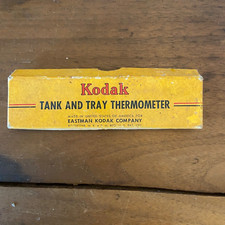 Kodak
TANK AND TRAY THERMOMETER
MADE IN UNITED STATES OF AMERICA FOR
EASTMAN KODAK COMPANY